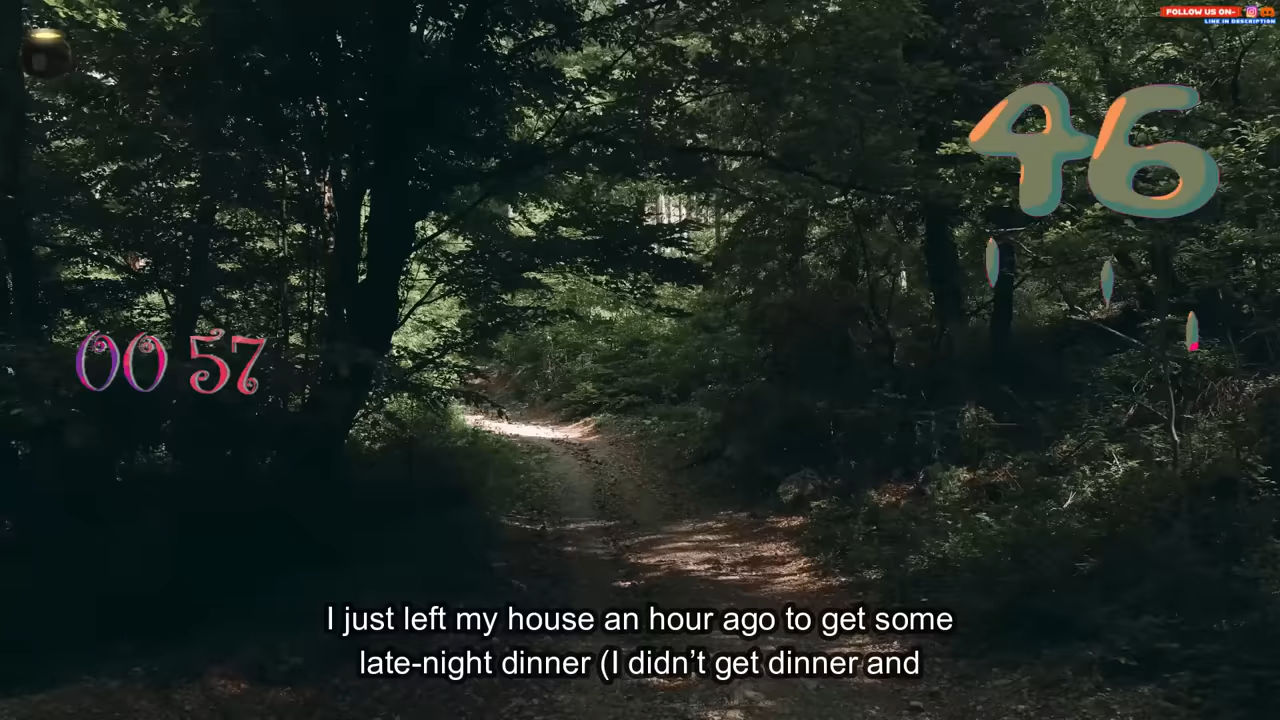 FOLLOW US ON-
LINK IN DESCRIPTION
46
00 57
I just left my house an hour ago to get some
late-night dinner (I didn’t get dinner and